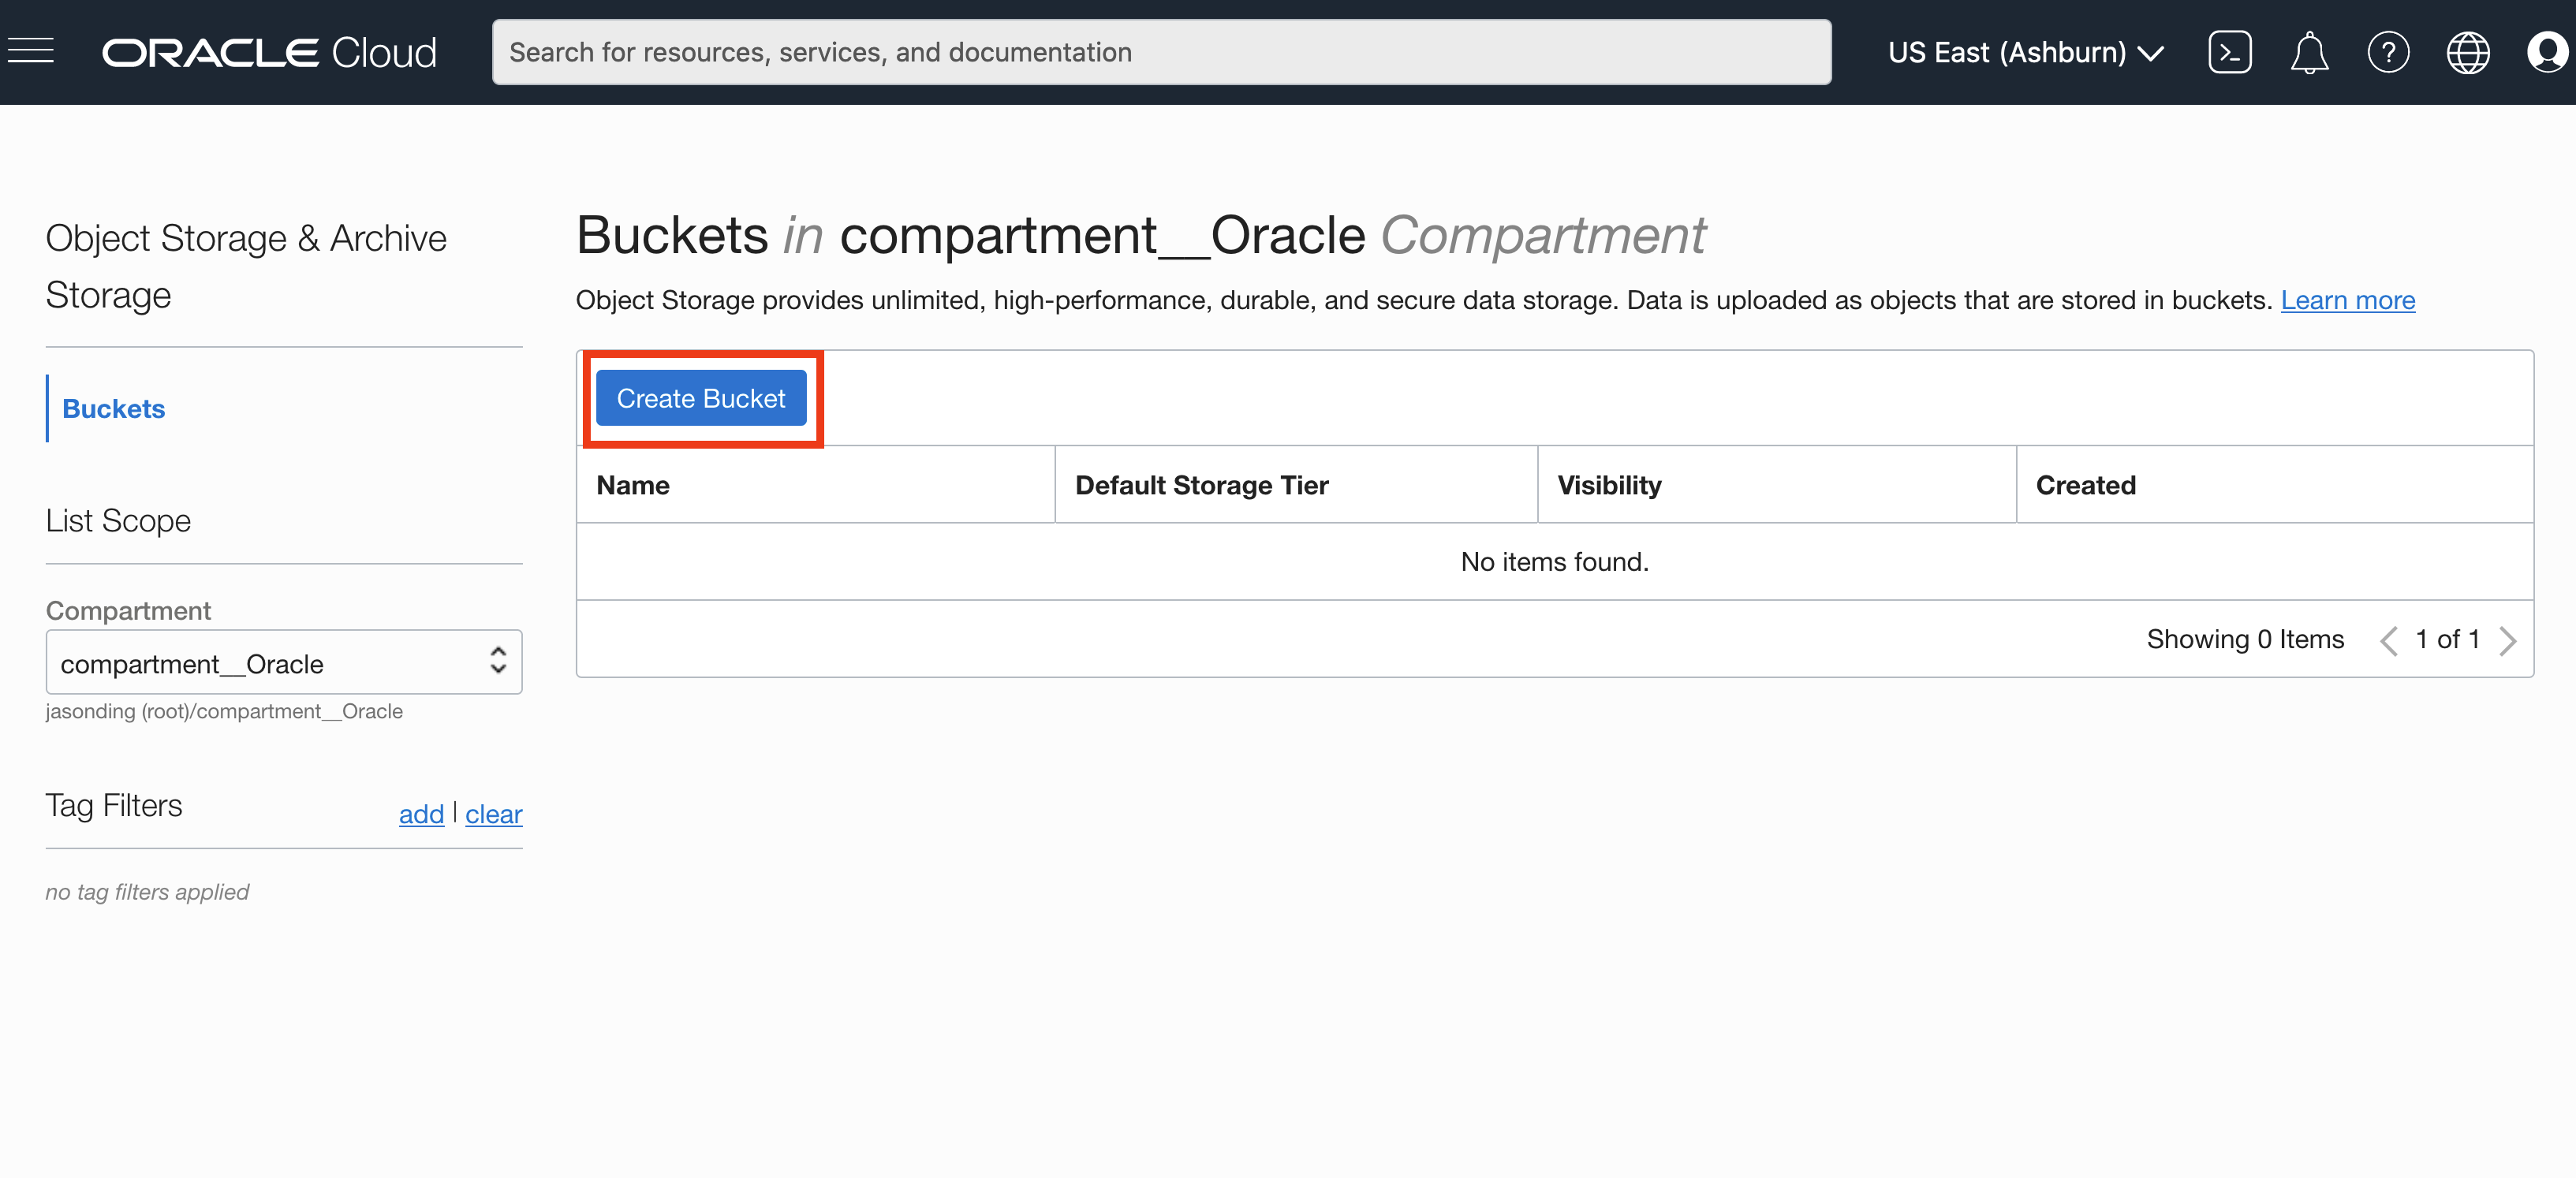 ORACLE Cloud
Search for resources, services, and documentation
US East (Ashburn)
Object Storage & Archive
Storage
Buckets
List Scope
Compartment
compartment__Oracle
jasonding (root)/compartment__Oracle
Tag Filters
add | clear
no tag filters applied
Buckets in compartment__Oracle Compartment
Object Storage provides unlimited, high-performance, durable, and secure data storage. Data is uploaded as objects that are stored in buckets. Learn more
Create Bucket
Name Default Storage Tier Visibility Created
No items found.
Showing 0 Items < 1 of 1 >